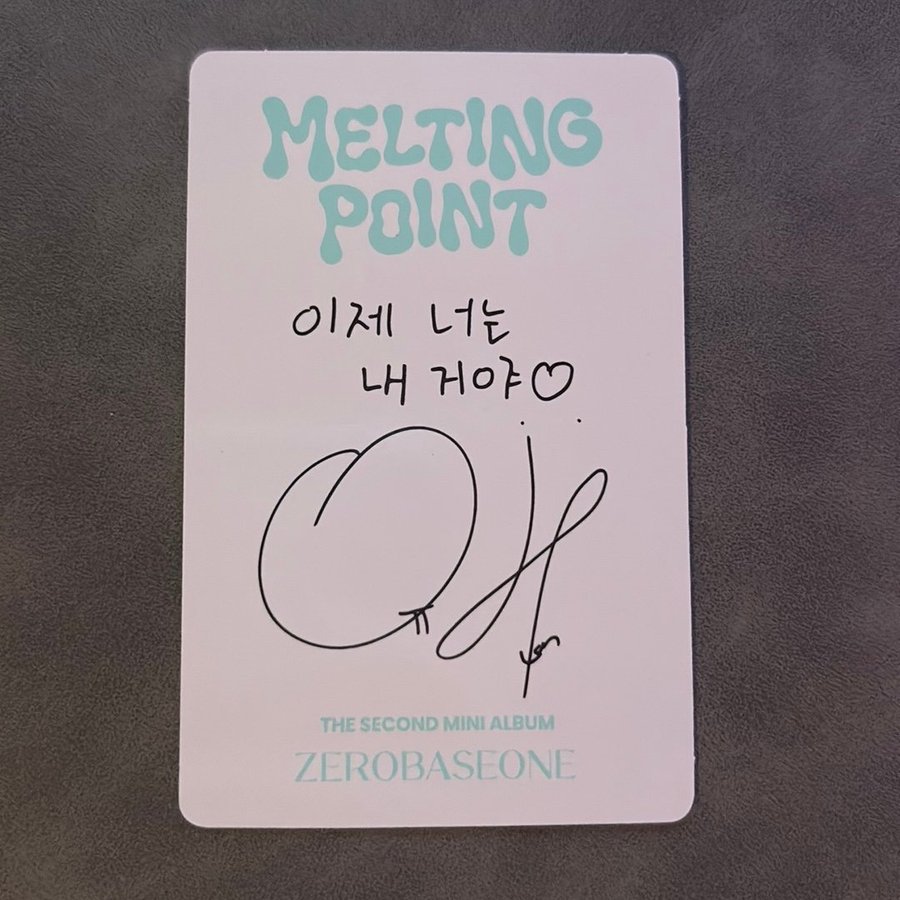 MELTING
POINT
이제 너는
내 거야♡
THE SECOND MINI ALBUM
ZEROBASEONE